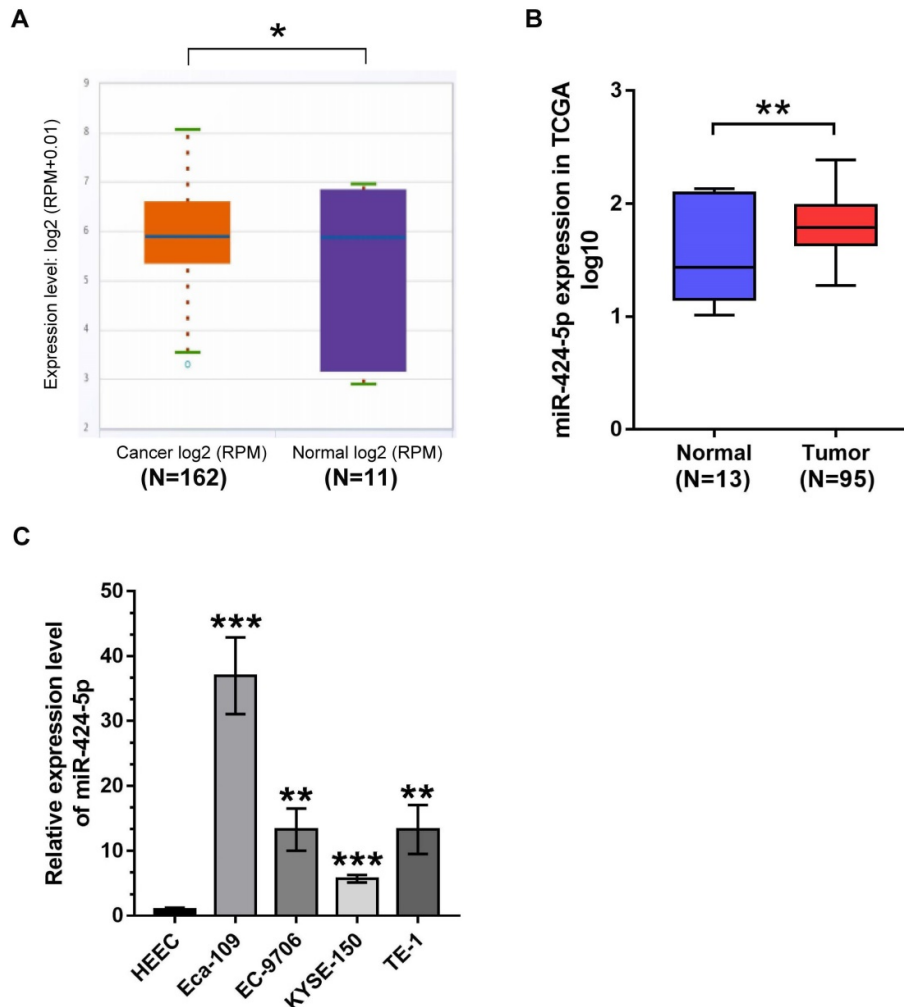 A
*
Expression level: log2 (RPM+0.01)
9
8
7
6
5
4
3
2
Cancer log2 (RPM)
(N=162)
Normal log2 (RPM)
(N=11)
B
**
miR-424-5p expression in TCGA
log10
3
2
1
0
Normal
(N=13)
Tumor
(N=95)
C
Relative expression level
of miR-424-5p
50
40
30
20
10
0
***
**
***
**
HEEC
Eca-109
EC-9706
KYSE-150
TE-1